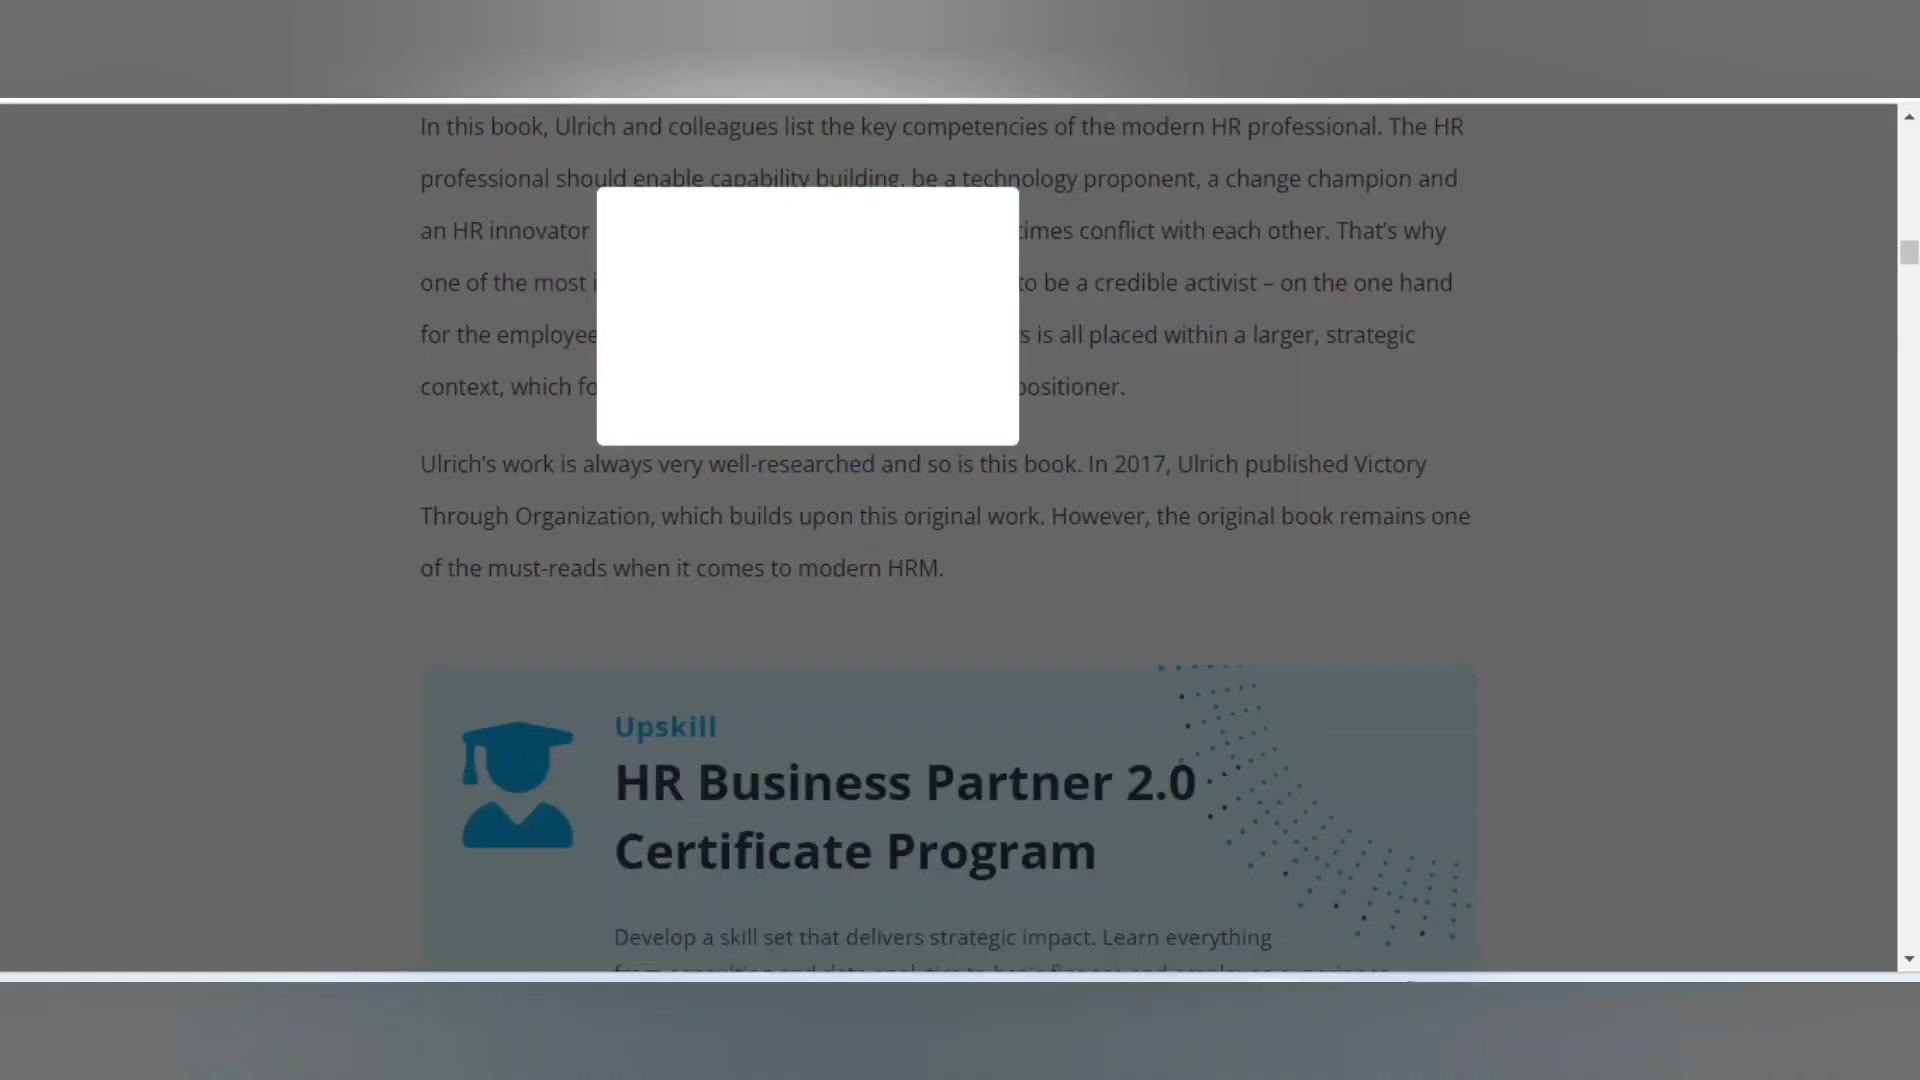 In this book, Ulrich and colleagues list the key competencies of the modern HR professional. The HR
professional should enable capability building, be a technology proponent, a change champion and
an HR innovator times conflict with each other. That’s why
one of the most to be a credible activist – on the one hand
for the employee is all placed within a larger, strategic
context, which positioner.
Ulrich’s work is always very well-researched and so is this book. In 2017, Ulrich published Victory
Through Organization, which builds upon this original work. However, the original book remains one
of the must-reads when it comes to modern HRM.
Upskill
HR Business Partner 2.0
Certificate Program
Develop a skill set that delivers strategic impact. Learn everything